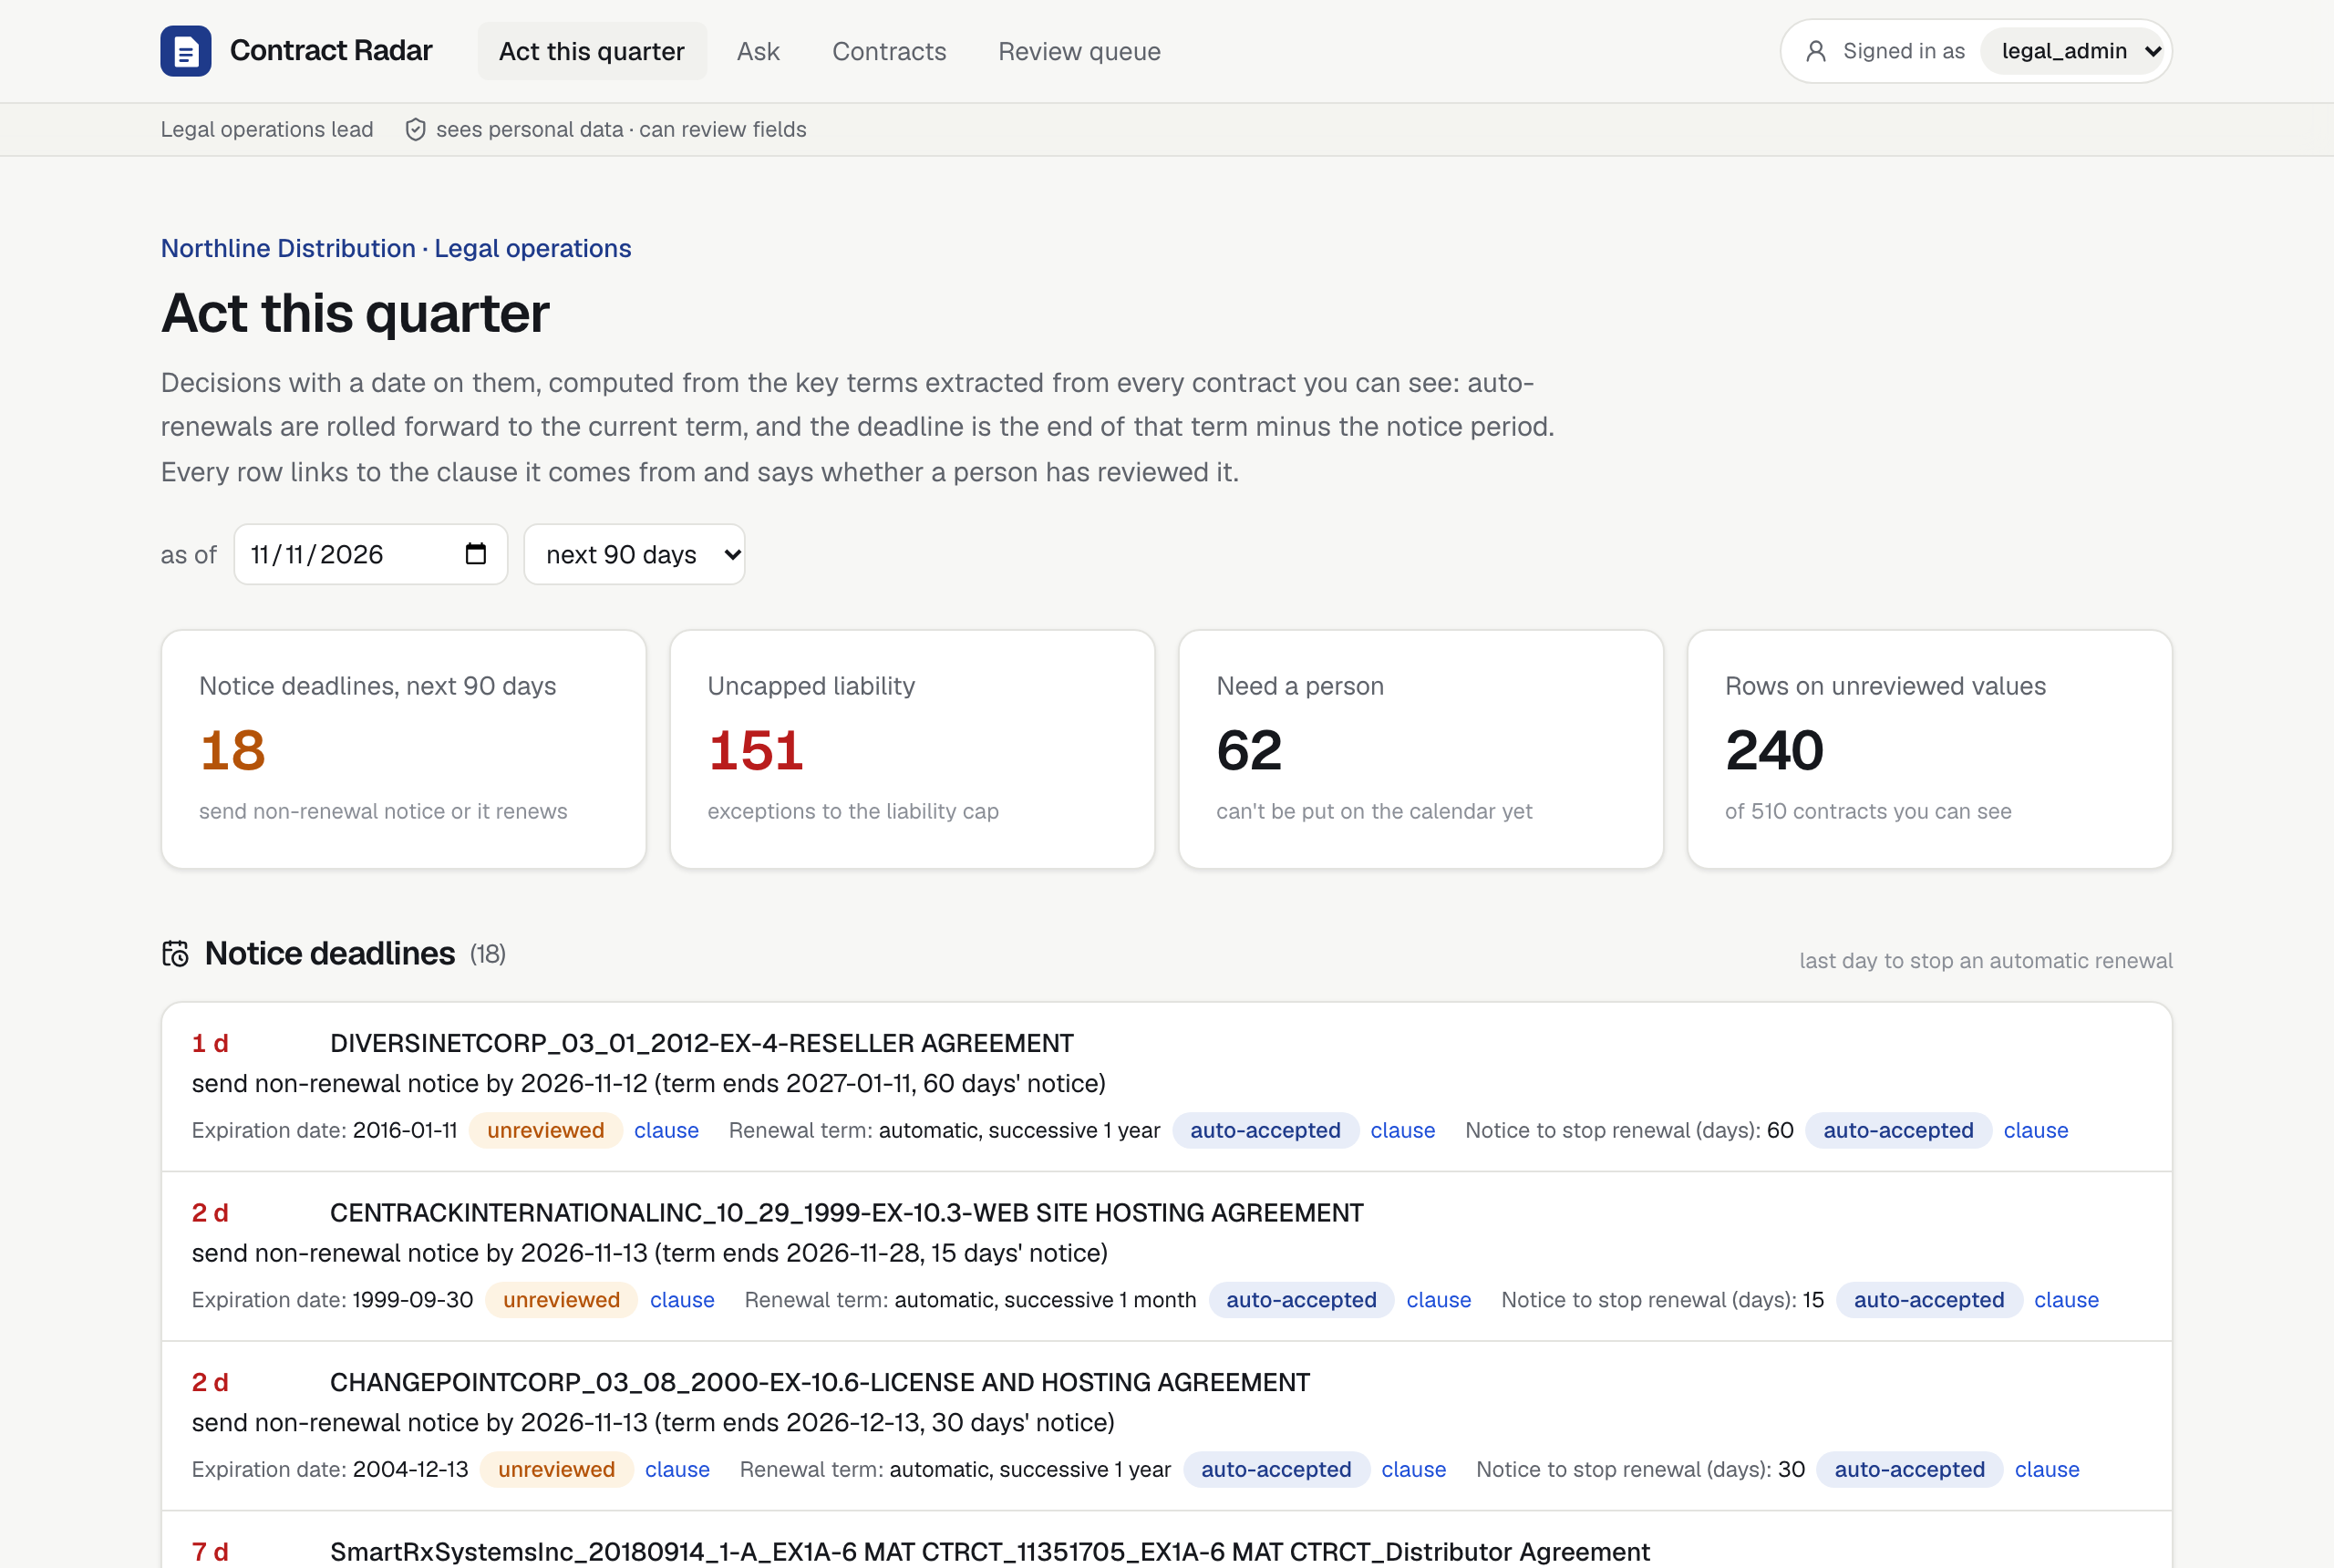 Contract Radar
Act this quarter
Ask
Contracts
Review queue
Signed in as
legal_admin
Legal operations lead
sees personal data · can review fields
Northline Distribution · Legal operations
Act this quarter
Decisions with a date on them, computed from the key terms extracted from every contract you can see: auto-
renewals are rolled forward to the current term, and the deadline is the end of that term minus the notice period.
Every row links to the clause it comes from and says whether a person has reviewed it.
as of 11/11/2026 next 90 days
Notice deadlines, next 90 days
18
send non-renewal notice or it renews
Uncapped liability
151
exceptions to the liability cap
Need a person
62
can't be put on the calendar yet
Rows on unreviewed values
240
of 510 contracts you can see
Notice deadlines (18)
last day to stop an automatic renewal
1 d DIVERSINETCORP_03_01_2012-EX-4-RESELLER AGREEMENT
send non-renewal notice by 2026-11-12 (term ends 2027-01-11, 60 days' notice)
Expiration date: 2016-01-11 unreviewed clause Renewal term: automatic, successive 1 year auto-accepted clause Notice to stop renewal (days): 60 auto-accepted clause
2 d CENTRACKINTERNATIONALINC_10_29_1999-EX-10.3-WEB SITE HOSTING AGREEMENT
send non-renewal notice by 2026-11-13 (term ends 2026-11-28, 15 days' notice)
Expiration date: 1999-09-30 unreviewed clause Renewal term: automatic, successive 1 month auto-accepted clause Notice to stop renewal (days): 15 auto-accepted clause
2 d CHANGEPOINTCORP_03_08_2000-EX-10.6-LICENSE AND HOSTING AGREEMENT
send non-renewal notice by 2026-11-13 (term ends 2026-12-13, 30 days' notice)
Expiration date: 2004-12-13 unreviewed clause Renewal term: automatic, successive 1 year auto-accepted clause Notice to stop renewal (days): 30 auto-accepted clause
7 d SmartRxSystemsInc_20180914_1-A_EX1A-6 MAT CTRCT_11351705_EX1A-6 MAT CTRCT_Distributor Agreement